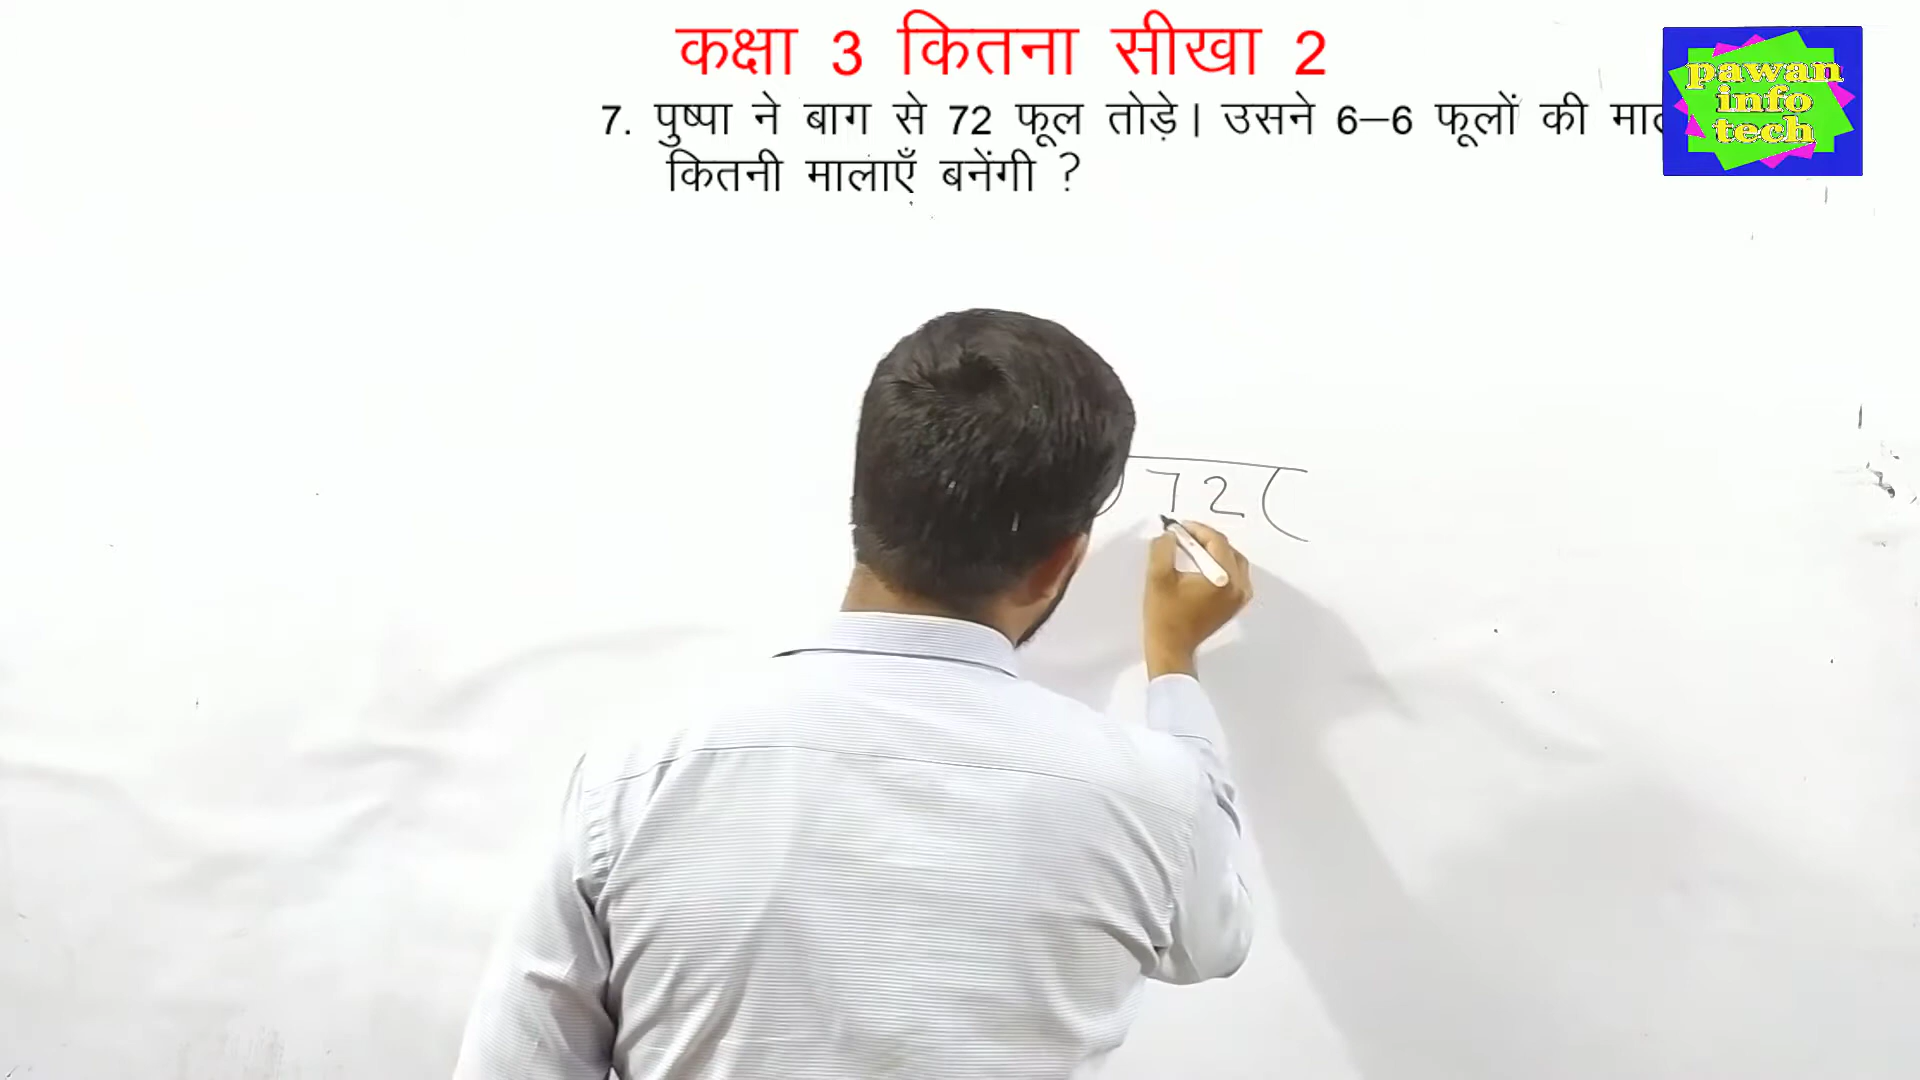 कक्षा 3 कितना सीखा 2
7. पुष्पा ने बाग से 72 फूल तोड़े। उसने 6–6 फूलों की
कितनी मालाएँ बनेंगी ?
pawan
info
tech
72